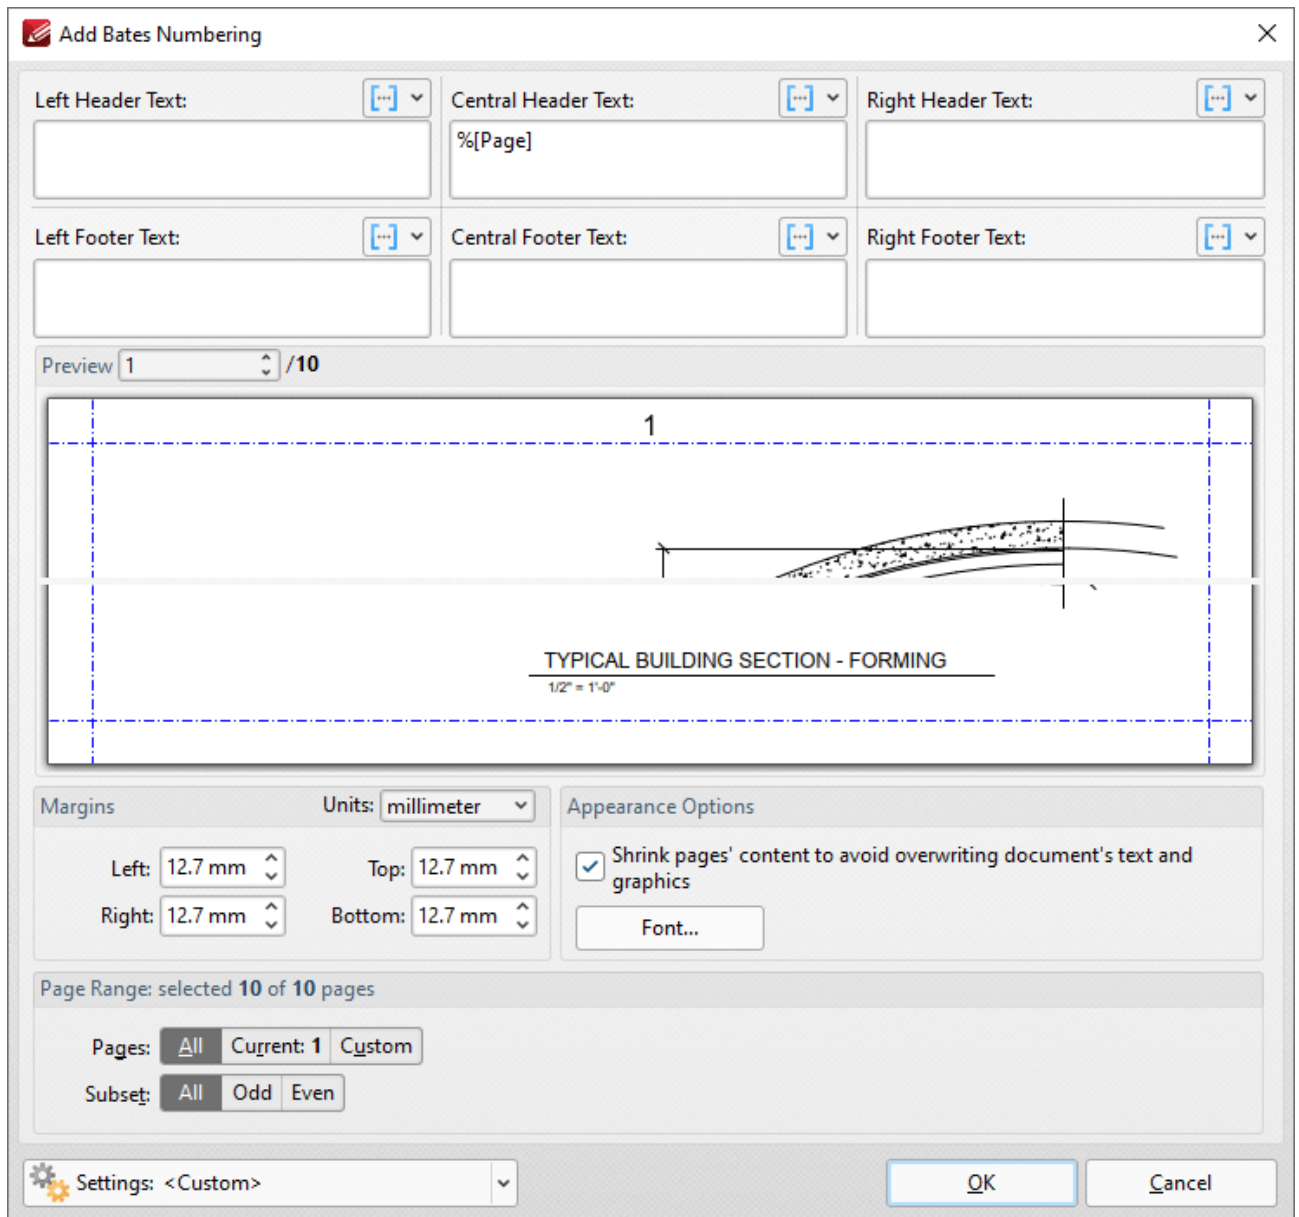 Add Bates Numbering
Left Header Text:
Central Header Text:
Right Header Text:
%[Page]
Left Footer Text:
Central Footer Text:
Right Footer Text:
Preview 1 /10
1
TYPICAL BUILDING SECTION - FORMING
1/2" = 1'-0"
Margins
Units: millimeter
Left: 12.7 mm
Top: 12.7 mm
Right: 12.7 mm
Bottom: 12.7 mm
Appearance Options
Shrink pages' content to avoid overwriting document's text and
graphics
Font...
Page Range: selected 10 of 10 pages
Pages: All Current: 1 Custom
Subset: All Odd Even
Settings: <Custom>
OK
Cancel